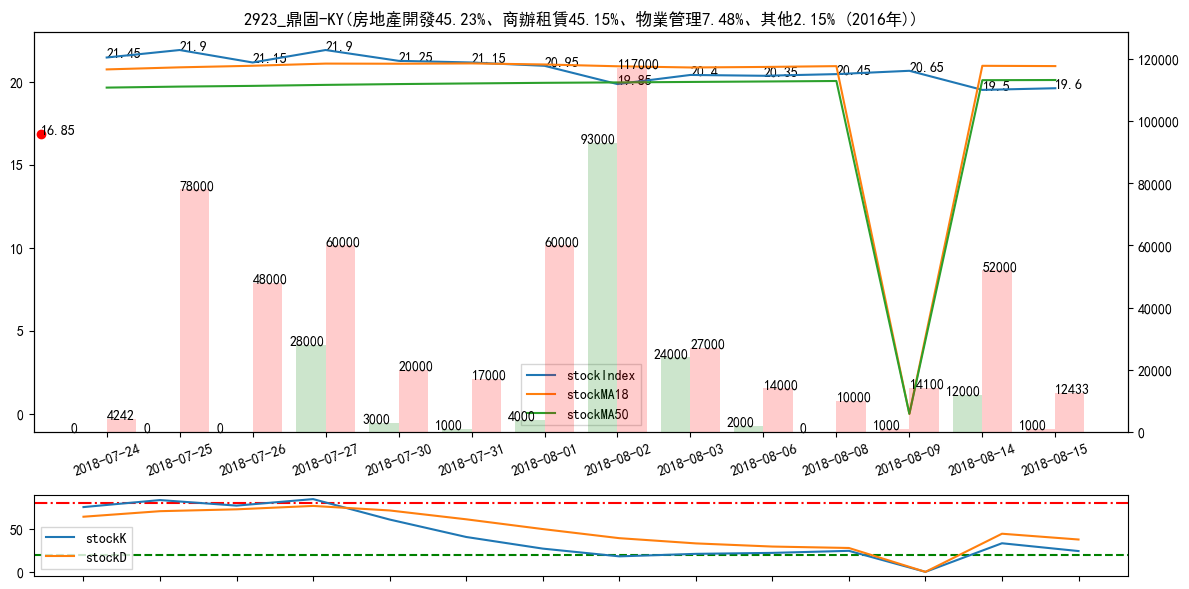 2923_鼎固-KY(房地產開發45.23%、商辦租賃45.15%、物業管理7.48%、其他2.15% (2016年))
21.45 21.9 21.15 21.9 21.25 21.15 20.95 19.85 20.4 20.35 20.45 20.65 19.5 19.6
16.85
20 15 10 5 0
120000 100000 80000 60000 40000 20000 0
0 4242 0 78000 0 48000 28000 60000 3000 20000 1000 17000 4000 60000 93000 117000 24000 27000 2000 14000 0 10000 1000 14100 12000 52000 1000 12433
stockIndex
stockMA18
stockMA50
2018-07-24 2018-07-25 2018-07-26 2018-07-27 2018-07-30 2018-07-31 2018-08-01 2018-08-02 2018-08-03 2018-08-06 2018-08-08 2018-08-09 2018-08-14 2018-08-15
50 0
stockK
stockD